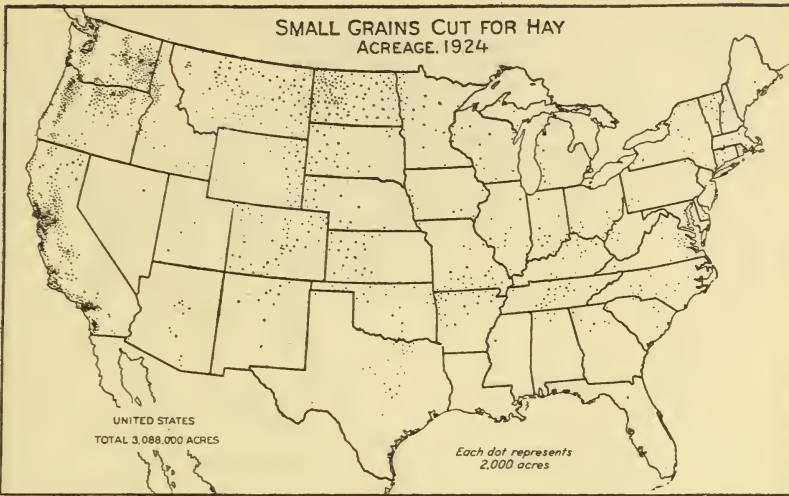 SMALL GRAINS CUT FOR HAY
ACREAGE, 1924
UNITED STATES
TOTAL 3,088,000 ACRES
Each dot represents
2,000 acres